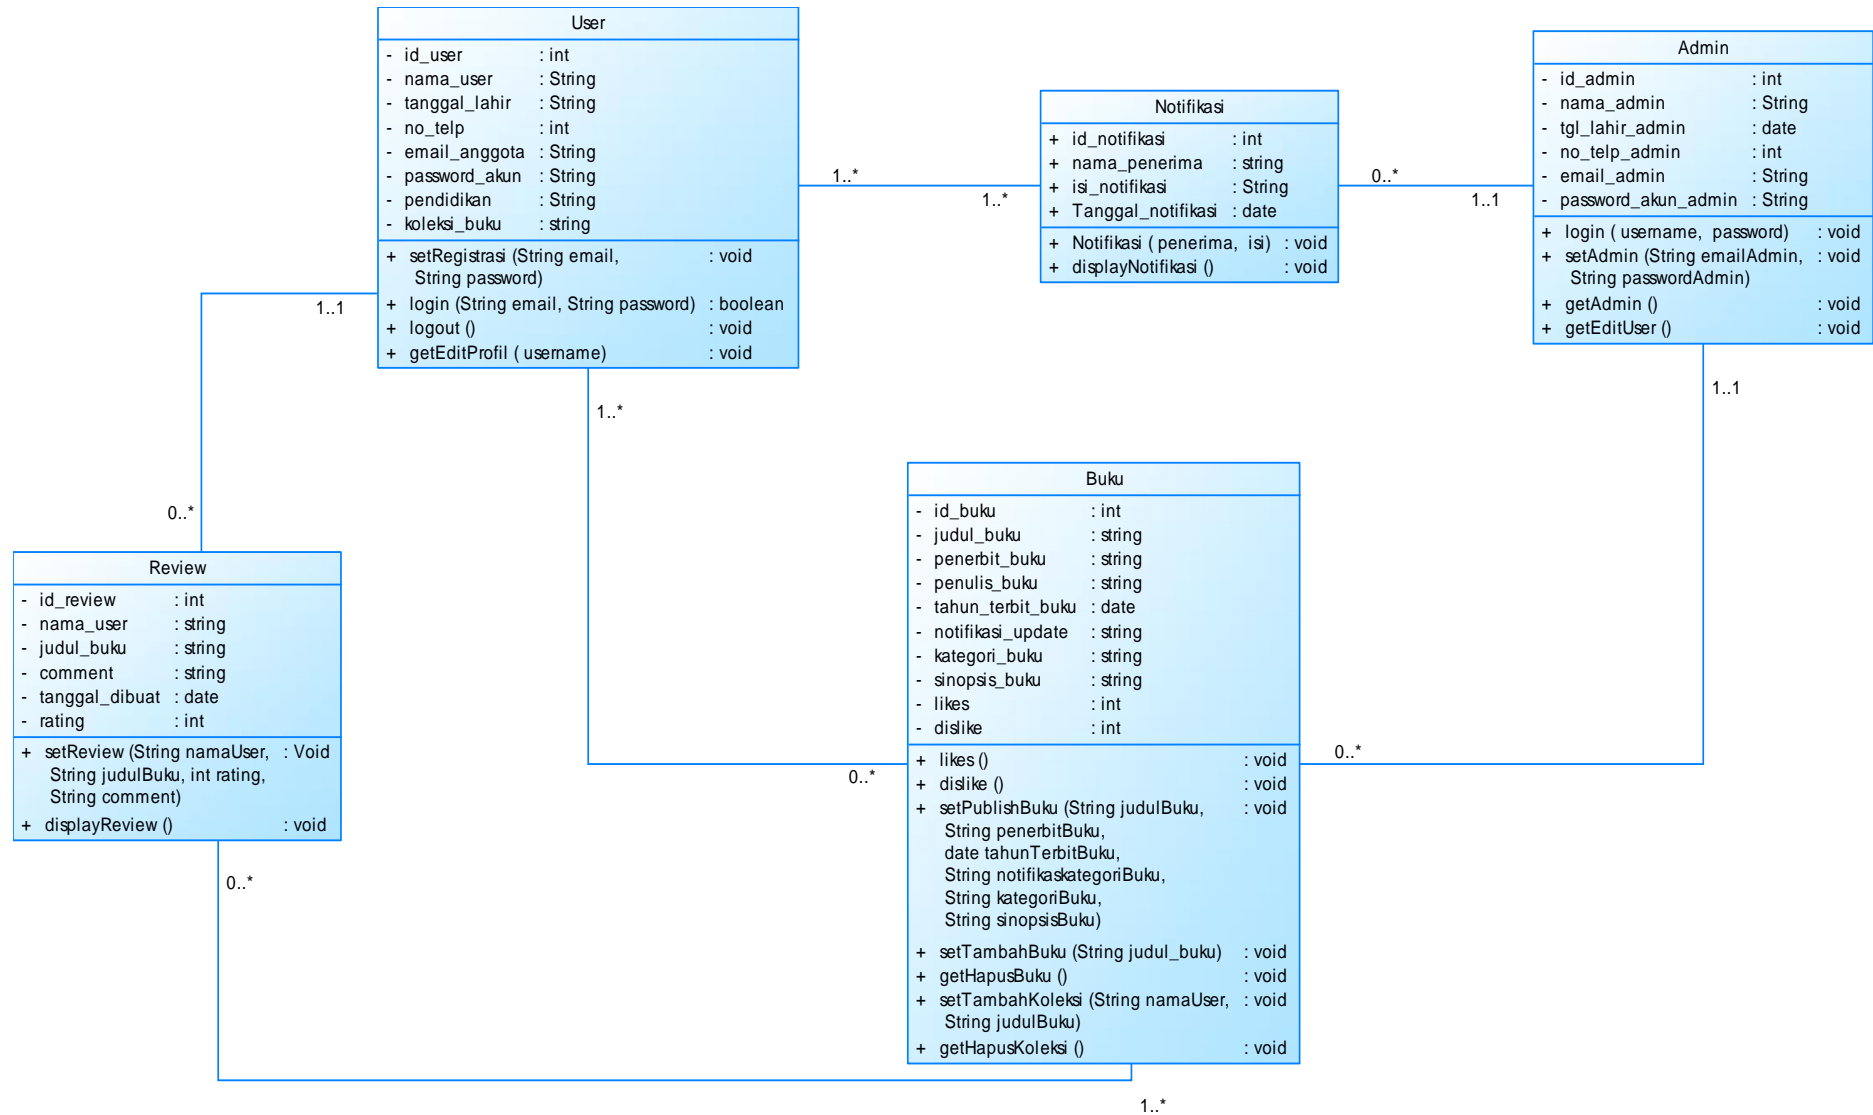 User
- id_user : int
- nama_user : String
- tanggal_lahir : String
- no_telp : int
- email_anggota : String
- password_akun : String
- pendidikan : String
- koleksi_buku : string
+ setRegistrasi (String email, : void
String password)
+ login (String email, String password) : boolean
+ logout () : void
+ getEditProfil ( username) : void
Notifikasi
+ id_notifikasi : int
+ nama_penerima : string
+ isi_notifikasi : String
+ Tanggal_notifikasi : date
+ Notifikasi ( penerima, isi) : void
+ displayNotifikasi () : void
Admin
- id_admin : int
- nama_admin : String
- tgl_lahir_admin : date
- no_telp_admin : int
- email_admin : String
- password_akun_admin : String
+ login ( username, password) : void
+ setAdmin (String emailAdmin, : void
String passwordAdmin)
+ getAdmin () : void
+ getEditUser () : void
1..*
1..*
0..*
1..1
1..1
0..*
1..*
0..*
1..1
0..*
Review
- id_review : int
- nama_user : string
- judul_buku : string
- comment : string
- tanggal_dibuat : date
- rating : int
+ setReview (String namaUser, : Void
String judulBuku, int rating,
String comment)
+ displayReview () : void
Buku
- id_buku : int
- judul_buku : string
- penerbit_buku : string
- penulis_buku : string
- tahun_terbit_buku : date
- notifikasi_update : string
- kategori_buku : string
- sinopsis_buku : string
- likes : int
- dislike : int
+ likes () : void
+ dislike () : void
+ setPublishBuku (String judulBuku, : void
String penerbitBuku,
date tahunTerbitBuku,
String notifikaskategoriBuku,
String kategoriBuku,
String sinopsisBuku)
+ setTambahBuku (String judul_buku) : void
+ getHapusBuku () : void
+ setTambahKoleksi (String namaUser, : void
String judulBuku)
+ getHapusKoleksi () : void
0..*
1..*